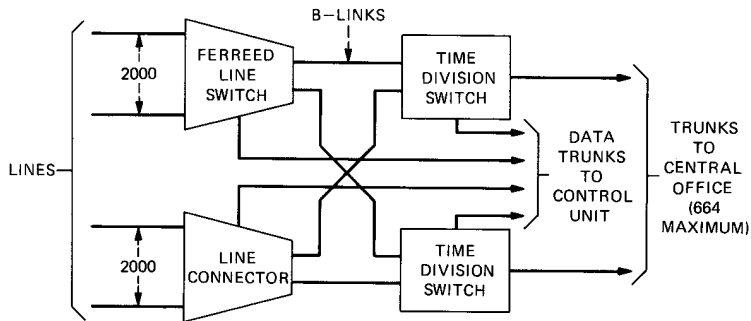 B-LINKS
FERREED
LINE
SWITCH
TIME
DIVISION
SWITCH
2000
LINES
DATA
TRUNKS
TO
CONTROL
UNIT
TRUNKS
TO
CENTRAL
OFFICE
(664
MAXIMUM)
2000
LINE
CONNECTOR
TIME
DIVISION
SWITCH